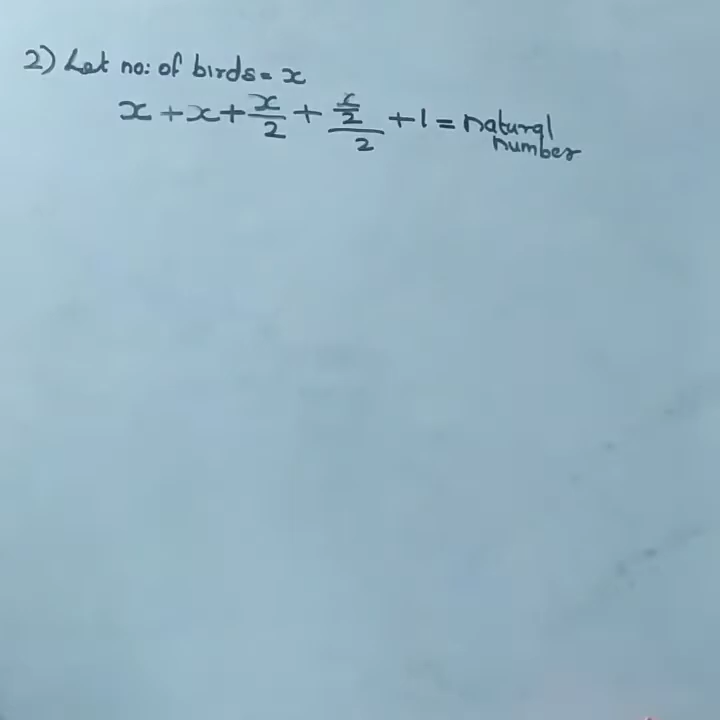 2) Let no: of birds = x
x + x + x/2 + (x/2)/2 + 1 = natural number